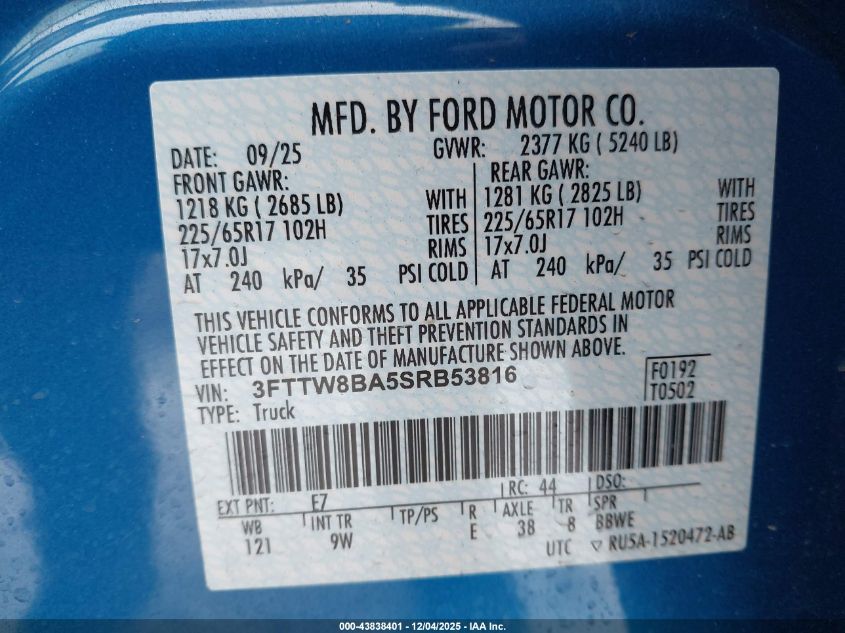 MFD. BY FORD MOTOR CO.
DATE: 09/25 GVWR: 2377 KG ( 5240 LB)
FRONT GAWR: REAR GAWR:
1218 KG ( 2685 LB) WITH 1281 KG ( 2825 LB) WITH
225/65R17 102H TIRES 225/65R17 102H TIRES
17x7.0J RIMS 17x7.0J RIMS
AT 240 kPa/ 35 PSI COLD AT 240 kPa/ 35 PSI COLD
THIS VEHICLE CONFORMS TO ALL APPLICABLE FEDERAL MOTOR
VEHICLE SAFETY AND THEFT PREVENTION STANDARDS IN
EFFECT ON THE DATE OF MANUFACTURE SHOWN ABOVE.
VIN: 3FTTW8BA5SRB53816 F0192
TYPE: Truck T0502
EXT PNT: E7 RC: 44 DSO:
WB INT TR TP/PS R AXLE TR SPR
121 9W E 38 8 BBWE
UTC ▽ RU5A-1520472-AB
000-43838401 - 12/04/2025 - IAA Inc.